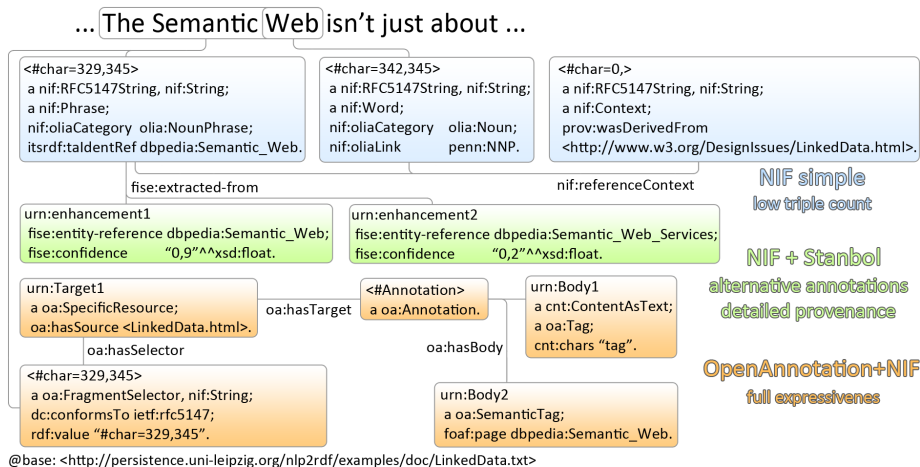 ... The Semantic Web isn't just about ...
<#char=329,345>
a nif:RFC5147String, nif:String;
a nif:Phrase;
nif:oliaCategory olia:NounPhrase;
itsrdf:taIdentRef dbpedia:Semantic_Web.
<#char=342,345>
a nif:RFC5147String, nif:String;
a nif:Word;
nif:oliaCategory olia:Noun;
nif:oliaLink penn:NNP.
<#char=0,>
a nif:RFC5147String, nif:String;
a nif:Context;
prov:wasDerivedFrom
<http://www.w3.org/DesignIssues/LinkedData.html>.
fise:extracted-from
nif:referenceContext
NIF simple
low triple count
urn:enhancement1
fise:entity-reference dbpedia:Semantic_Web;
fise:confidence "0,9"^^xsd:float.
urn:enhancement2
fise:entity-reference dbpedia:Semantic_Web_Services;
fise:confidence "0,2"^^xsd:float.
NIF + Stanbol
alternative annotations
detailed provenance
urn:Target1
a oa:SpecificResource;
oa:hasSource <LinkedData.html>.
oa:hasTarget
<#Annotation>
a oa:Annotation.
urn:Body1
a cnt:ContentAsText;
a oa:Tag;
cnt:chars "tag".
oa:hasSelector
oa:hasBody
<#char=329,345>
a oa:FragmentSelector, nif:String;
dc:conformsTo ietf:rfc5147;
rdf:value "#char=329,345".
urn:Body2
a oa:SemanticTag;
foaf:page dbpedia:Semantic_Web.
OpenAnnotation+NIF
full expressivenes
@base: <http://persistence.uni-leipzig.org/nlp2rdf/examples/doc/LinkedData.txt>